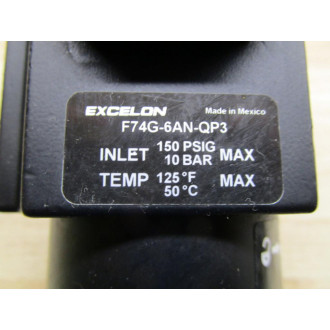 EXCELON Made in Mexico
F74G-6AN-QP3
INLET 150 PSIG 10 BAR MAX
TEMP 125 °F 50 °C MAX